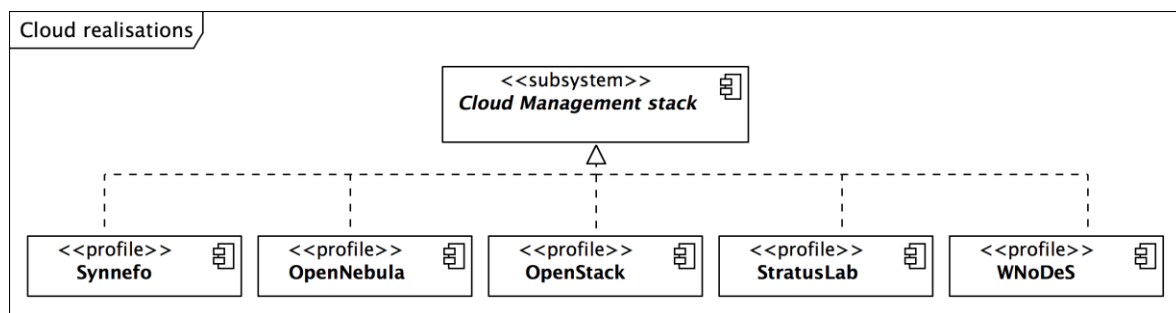 Cloud realisations
<<subsystem>>
Cloud Management stack
<<profile>>
Synnefo
<<profile>>
OpenNebula
<<profile>>
OpenStack
<<profile>>
StratusLab
<<profile>>
WNoDeS